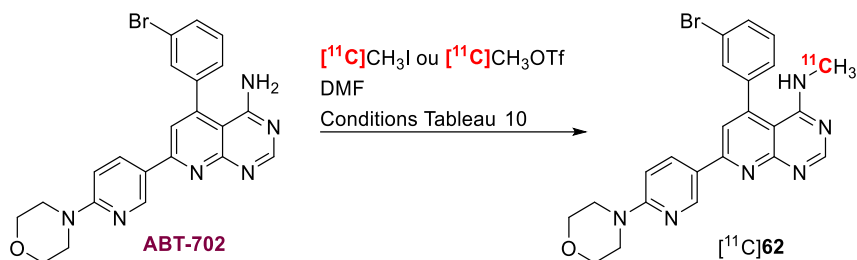 Br
NH₂
N
N
N
N
N
O
ABT-702
[¹¹C]CH₃I ou [¹¹C]CH₃OTf
DMF
Conditions Tableau 10
Br
¹¹CH₃
HN
N
N
N
N
N
O
[¹¹C]62